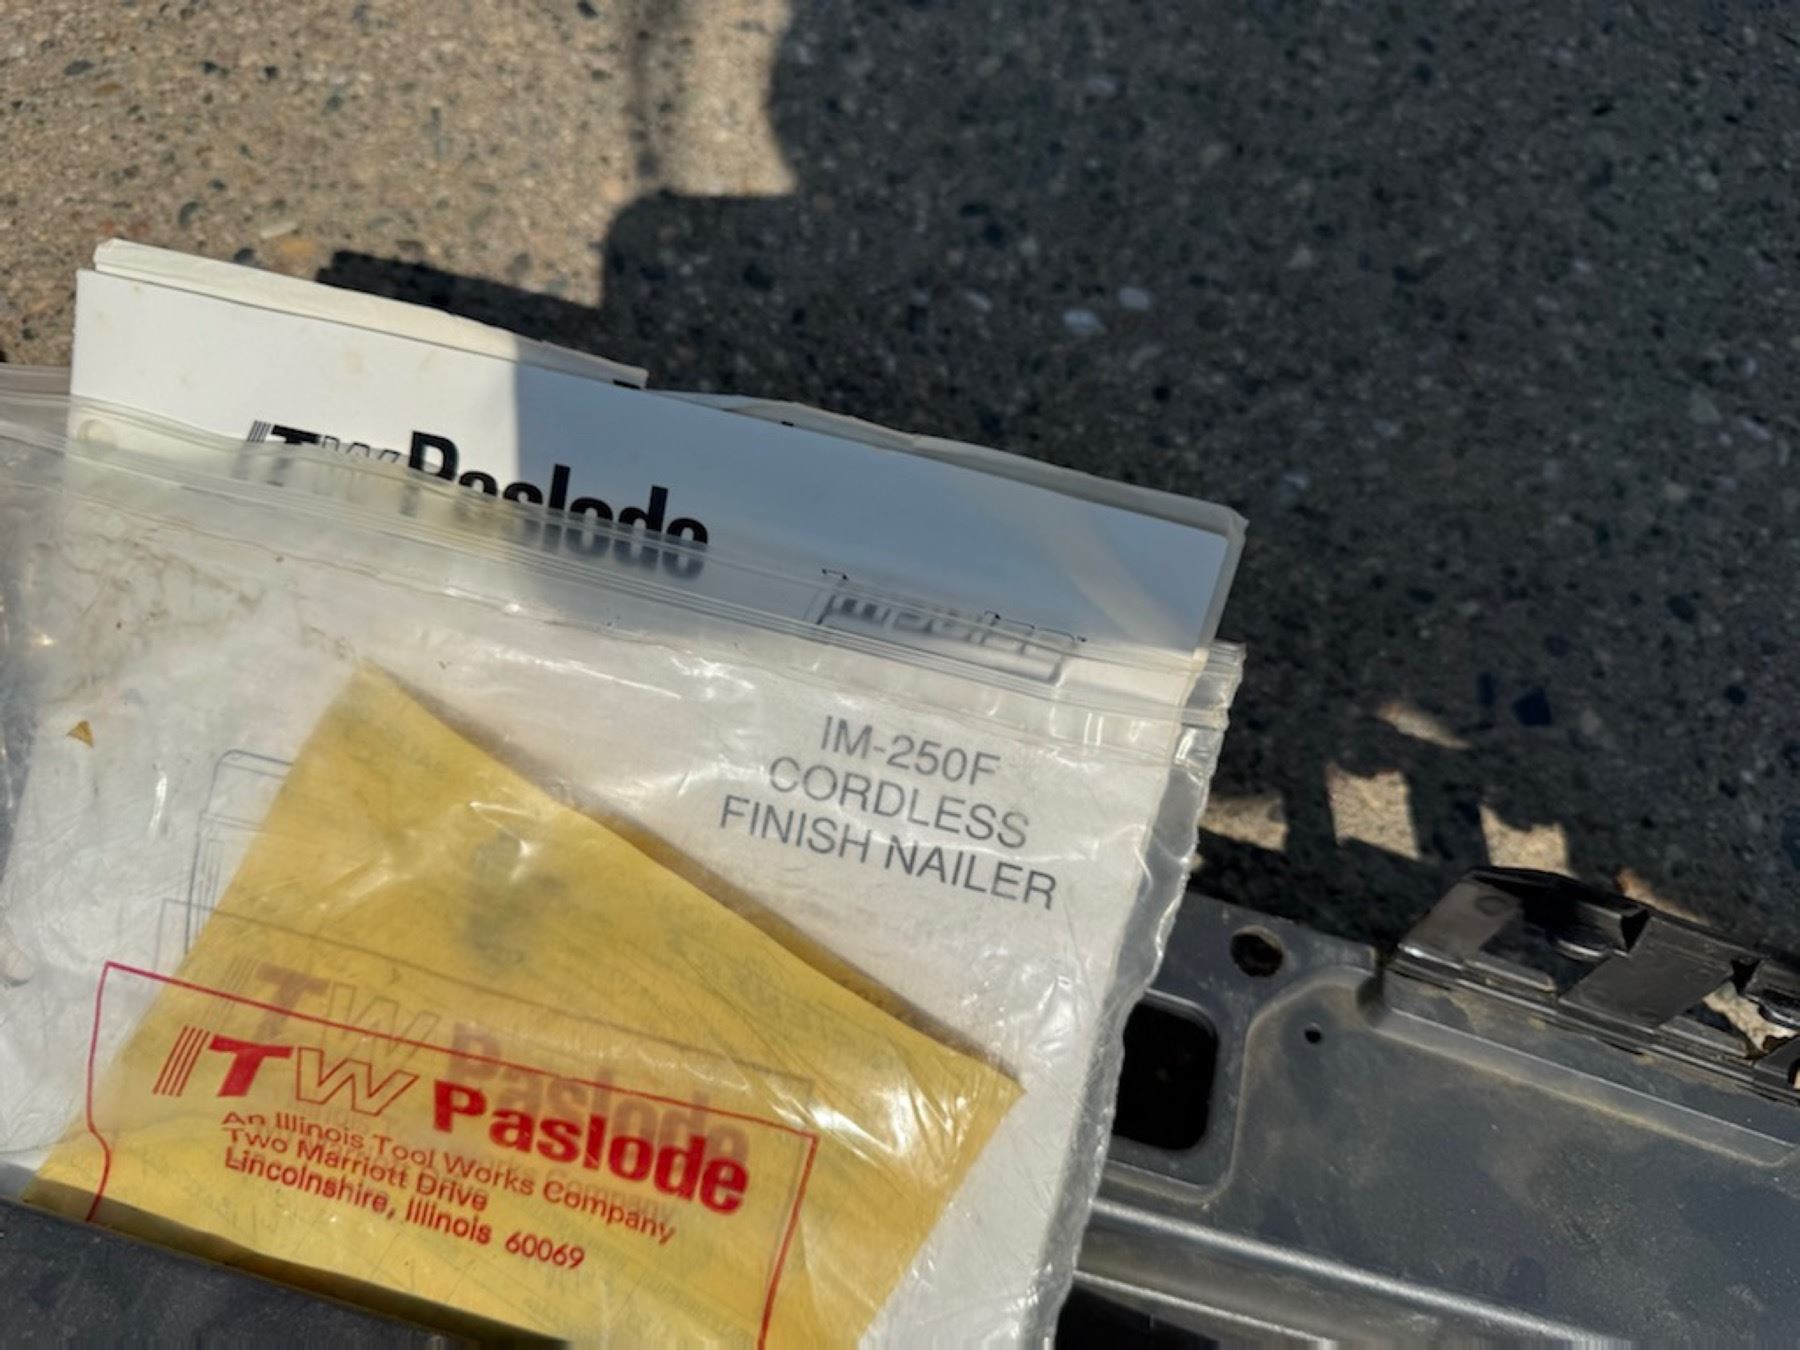 ITW Paslode
IM-250F
CORDLESS
FINISH NAILER
ITW Paslode
An Illinois Tool Works Company
Two Marriott Drive
Lincolnshire, Illinois 60069